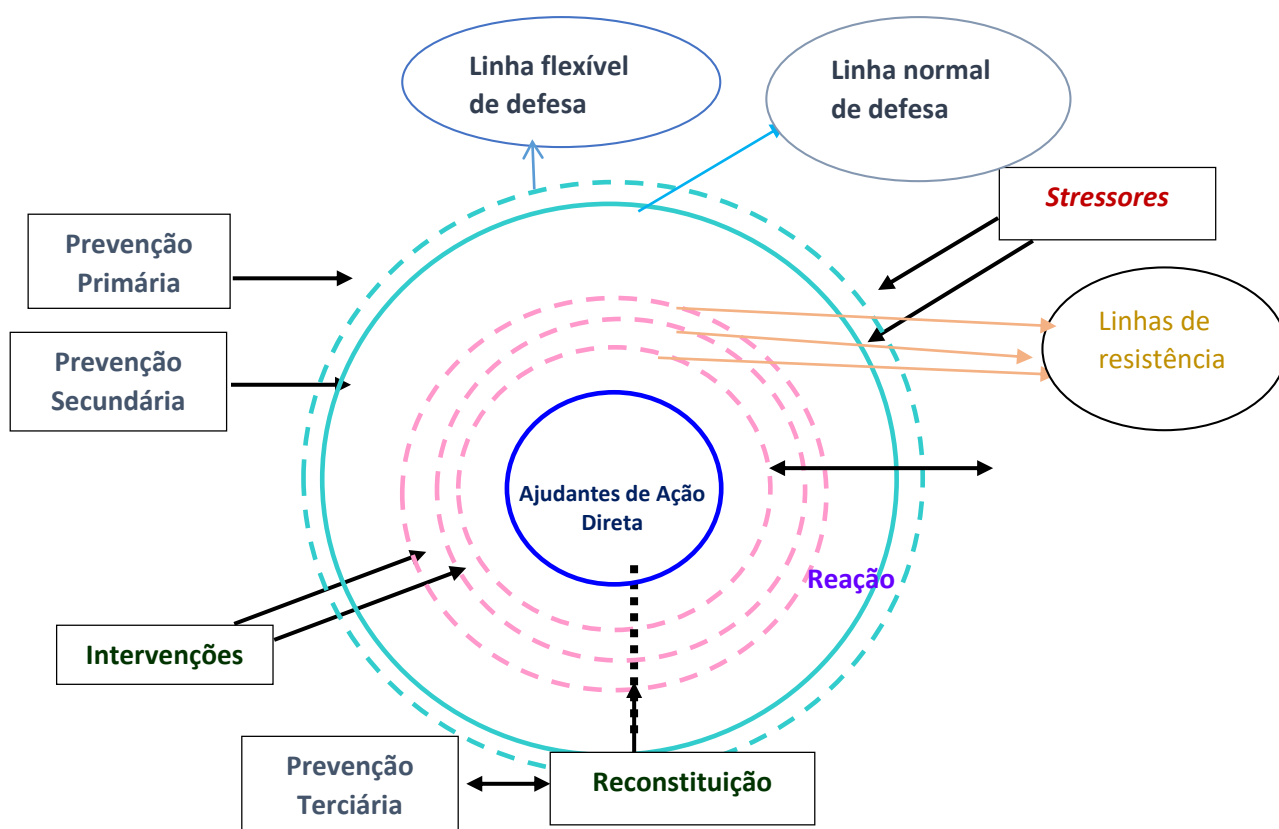 Linha flexível
de defesa
Linha normal
de defesa
Stressores
Prevenção
Primária
Linhas de
resistência
Prevenção
Secundária
Ajudantes de Ação
Direta
Reação
Intervenções
Prevenção
Terciária
Reconstituição